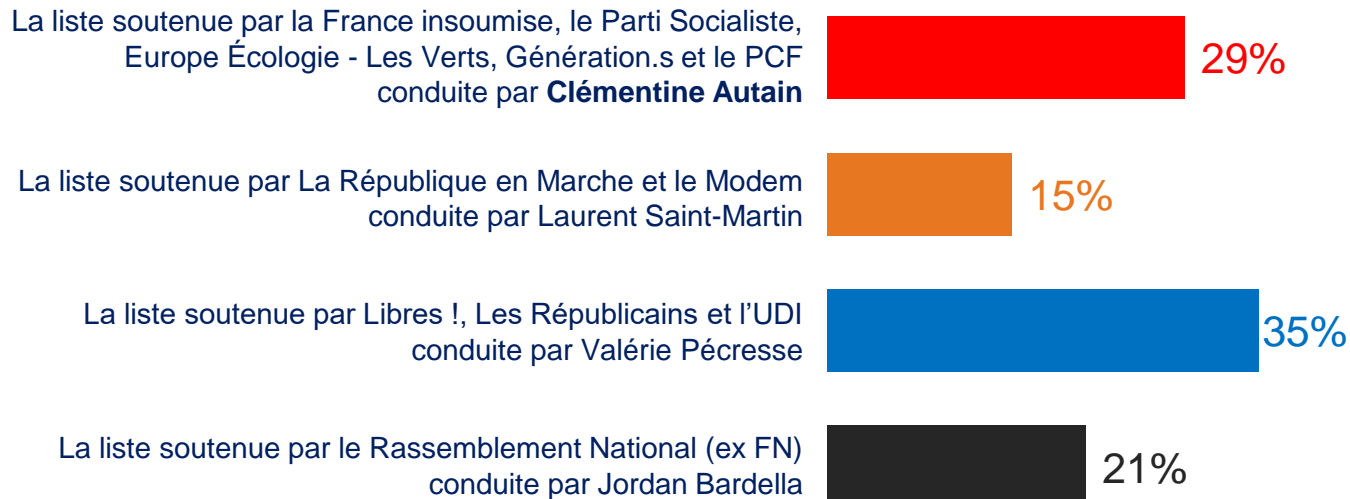 La liste soutenue par la France insoumise, le Parti Socialiste,
Europe Écologie - Les Verts, Génération.s et le PCF
conduite par Clémentine Autain
29%
La liste soutenue par La République en Marche et le Modem
conduite par Laurent Saint-Martin
15%
La liste soutenue par Libres !, Les Républicains et l’UDI
conduite par Valérie Pécresse
35%
La liste soutenue par le Rassemblement National (ex FN)
conduite par Jordan Bardella
21%